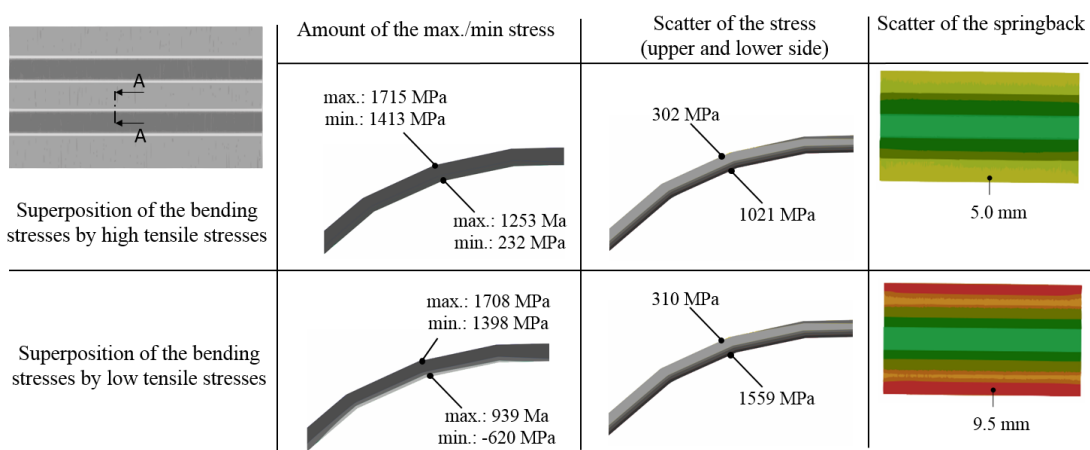 Amount of the max./min stress
Scatter of the stress
(upper and lower side)
Scatter of the springback
A
A
Superposition of the bending
stresses by high tensile stresses
max.: 1715 MPa
min.: 1413 MPa
max.: 1253 Ma
min.: 232 MPa
302 MPa
1021 MPa
5.0 mm
Superposition of the bending
stresses by low tensile stresses
max.: 1708 MPa
min.: 1398 MPa
max.: 939 Ma
min.: -620 MPa
310 MPa
1559 MPa
9.5 mm